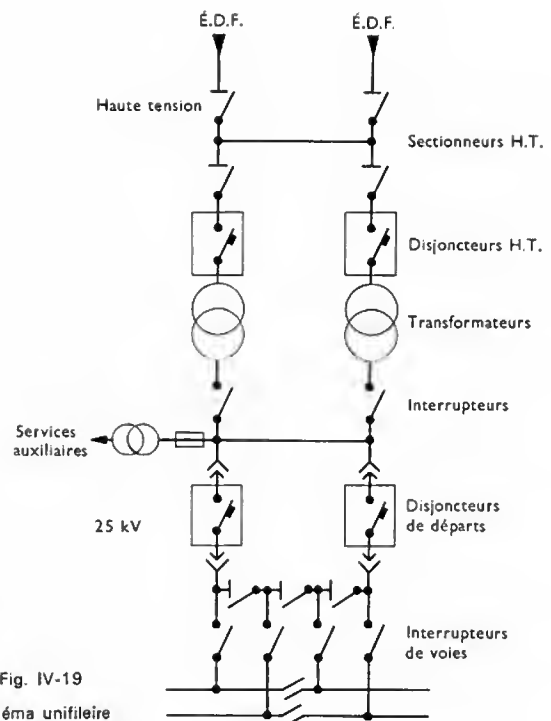 É.D.F.
É.D.F.
Haute tension
Sectionneurs H.T.
Disjoncteurs H.T.
Transformateurs
Interrupteurs
Services
auxiliaires
25 kV
Disjoncteurs
de départs
Interrupteurs
de voies
Fig. IV-19
éma unifileire